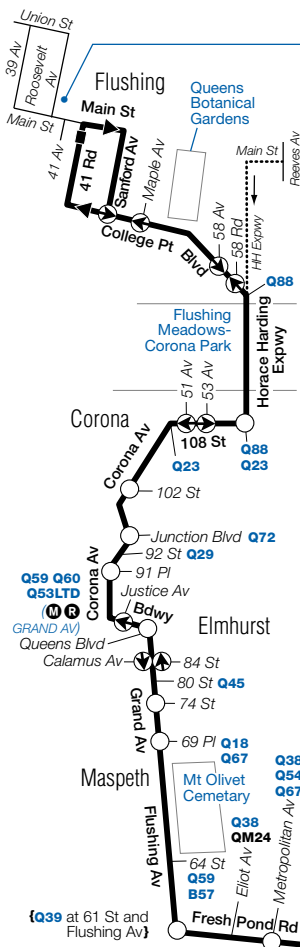 Union St
39 Av
Roosevelt
Av
Main St
Flushing
Main St
41 Av
41 Rd
Sanford Av
Maple Av
Queens
Botanical
Gardens
College Pt
Blvd
58 Av
58 Rd
Main St
Reeves Av
HH Expwy
Q88
Flushing
Meadows-
Corona Park
Horace Harding
Expwy
51 Av
53 Av
Corona
108 St
Q88
Q23
Q23
Corona Av
102 St
Junction Blvd Q72
92 St Q29
91 Pl
Q59 Q60
Q53LTD
(M R
GRAND AV)
Corona Av
Justice Av
Bdwy
Elmhurst
Queens Blvd
Calamus Av
84 St
80 St Q45
Grand Av
74 St
69 Pl Q18
Q67
Maspeth
Mt Olivet
Cemetary
Q38
Q54
Q67
Flushing Av
Q38
QM24
Eliot Av
Metropolitan Av
64 St
Q59
B57
{Q39 at 61 St and
Flushing Av}
Fresh Pond Rd